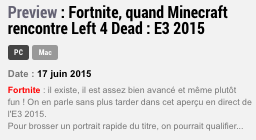 Preview : Fortnite, quand Minecraft
rencontre Left 4 Dead : E3 2015
PC Mac
Date : 17 juin 2015
Fortnite : il existe, il est assez bien avancé et même plutôt
fun ! On en parle sans plus tarder dans cet aperçu en direct de
l'E3 2015.
Pour brosser un portrait rapide du titre, on pourrait qualifier...